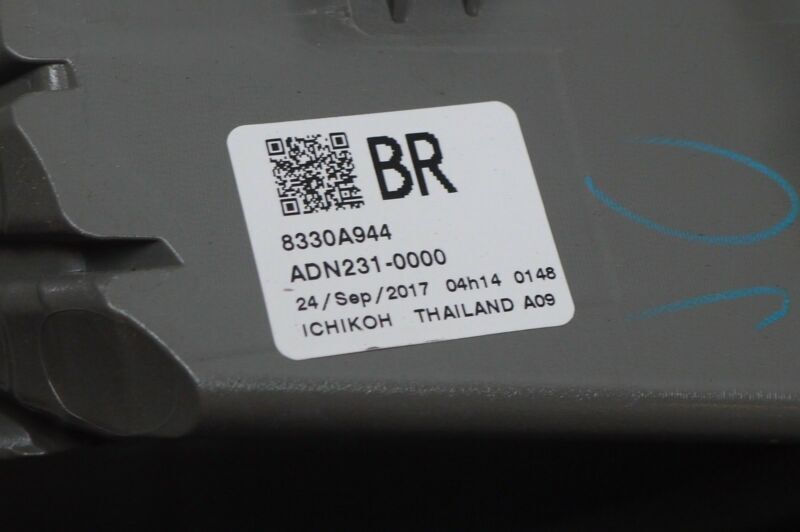 BR
8330A944
ADN231-0000
24/Sep/2017 04h14 0148
ICHIKOH THAILAND A09